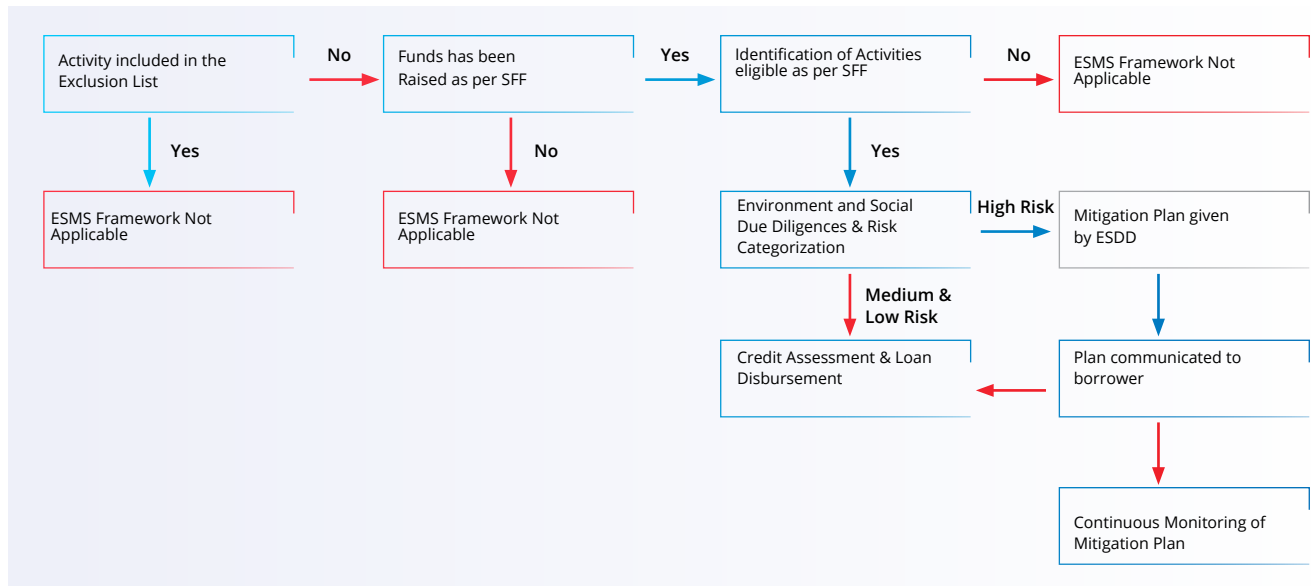 Activity included in the
Exclusion List
No
Funds has been
Raised as per SFF
Yes
Identification of Activities
eligible as per SFF
No
ESMS Framework Not
Applicable
Yes
No
Yes
ESMS Framework Not
Applicable
ESMS Framework Not
Applicable
Environment and Social
Due Diligences & Risk
Categorization
High Risk
Mitigation Plan given
by ESDD
Medium &
Low Risk
Credit Assessment & Loan
Disbursement
Plan communicated to
borrower
Continuous Monitoring of
Mitigation Plan